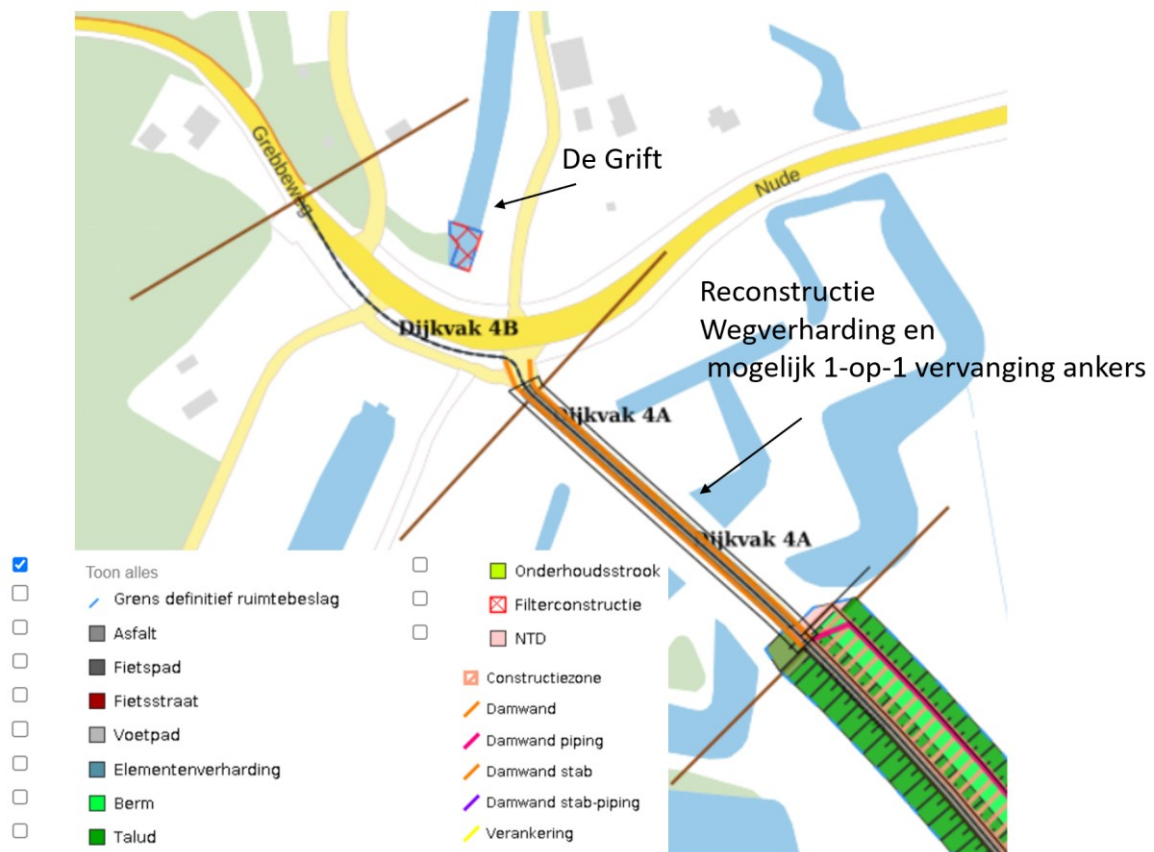 De Grift
Grebbeweg
Nude
Reconstructie
Wegverharding en
mogelijk 1-op-1 vervanging ankers
Dijkvak 4B
Dijkvak 4A
Dijkvak 4A
Toon alles
Grens definitief ruimtebeslag
Asfalt
Fietspad
Fietsstraat
Voetpad
Elementenverharding
Berm
Talud
Onderhoudsstrook
Filterconstructie
NTD
Constructiezone
Damwand
Damwand piping
Damwand stab
Damwand stab-piping
Verankering